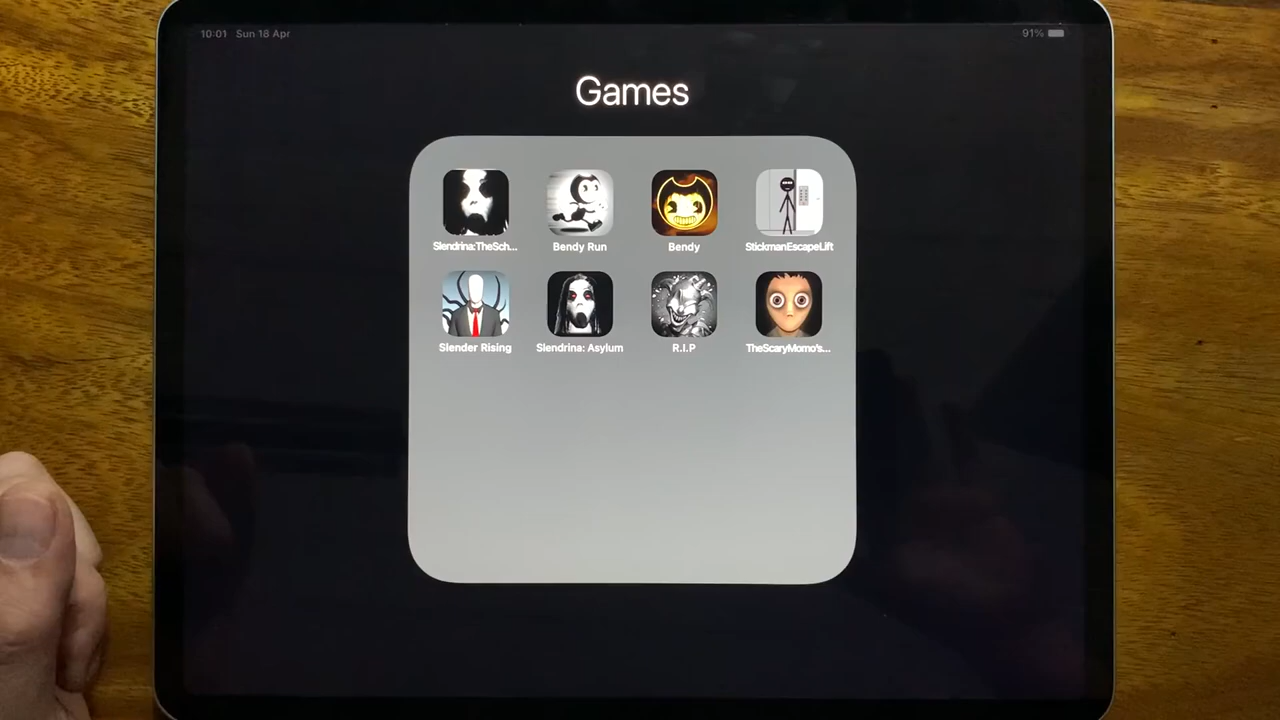 10:01 Sun 18 Apr
91%
Games
Slendrina:TheSch...
Bendy Run
Bendy
StickmanEscapeLift
Slender Rising
Slendrina: Asylum
R.I.P
TheScaryMomo's...